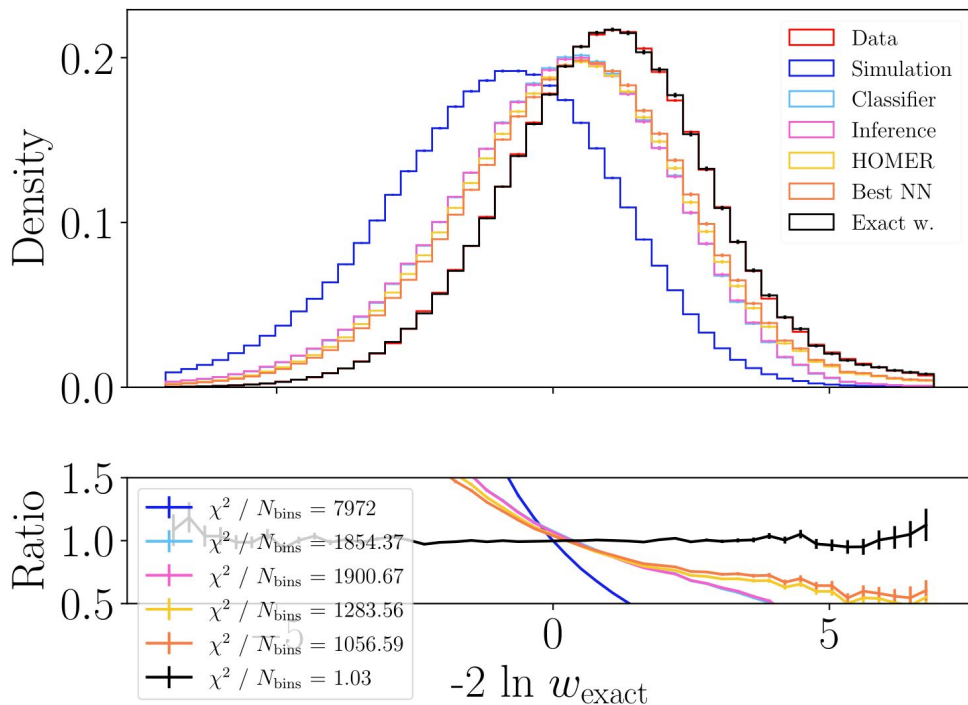 Density
0.2
0.1
0.0
Data
Simulation
Classifier
Inference
HOMER
Best NN
Exact w.
Ratio
1.5
1.0
0.5
χ² / N_bins = 7972
χ² / N_bins = 1854.37
χ² / N_bins = 1900.67
χ² / N_bins = 1283.56
χ² / N_bins = 1056.59
χ² / N_bins = 1.03
−5 0 5
-2 ln w_exact